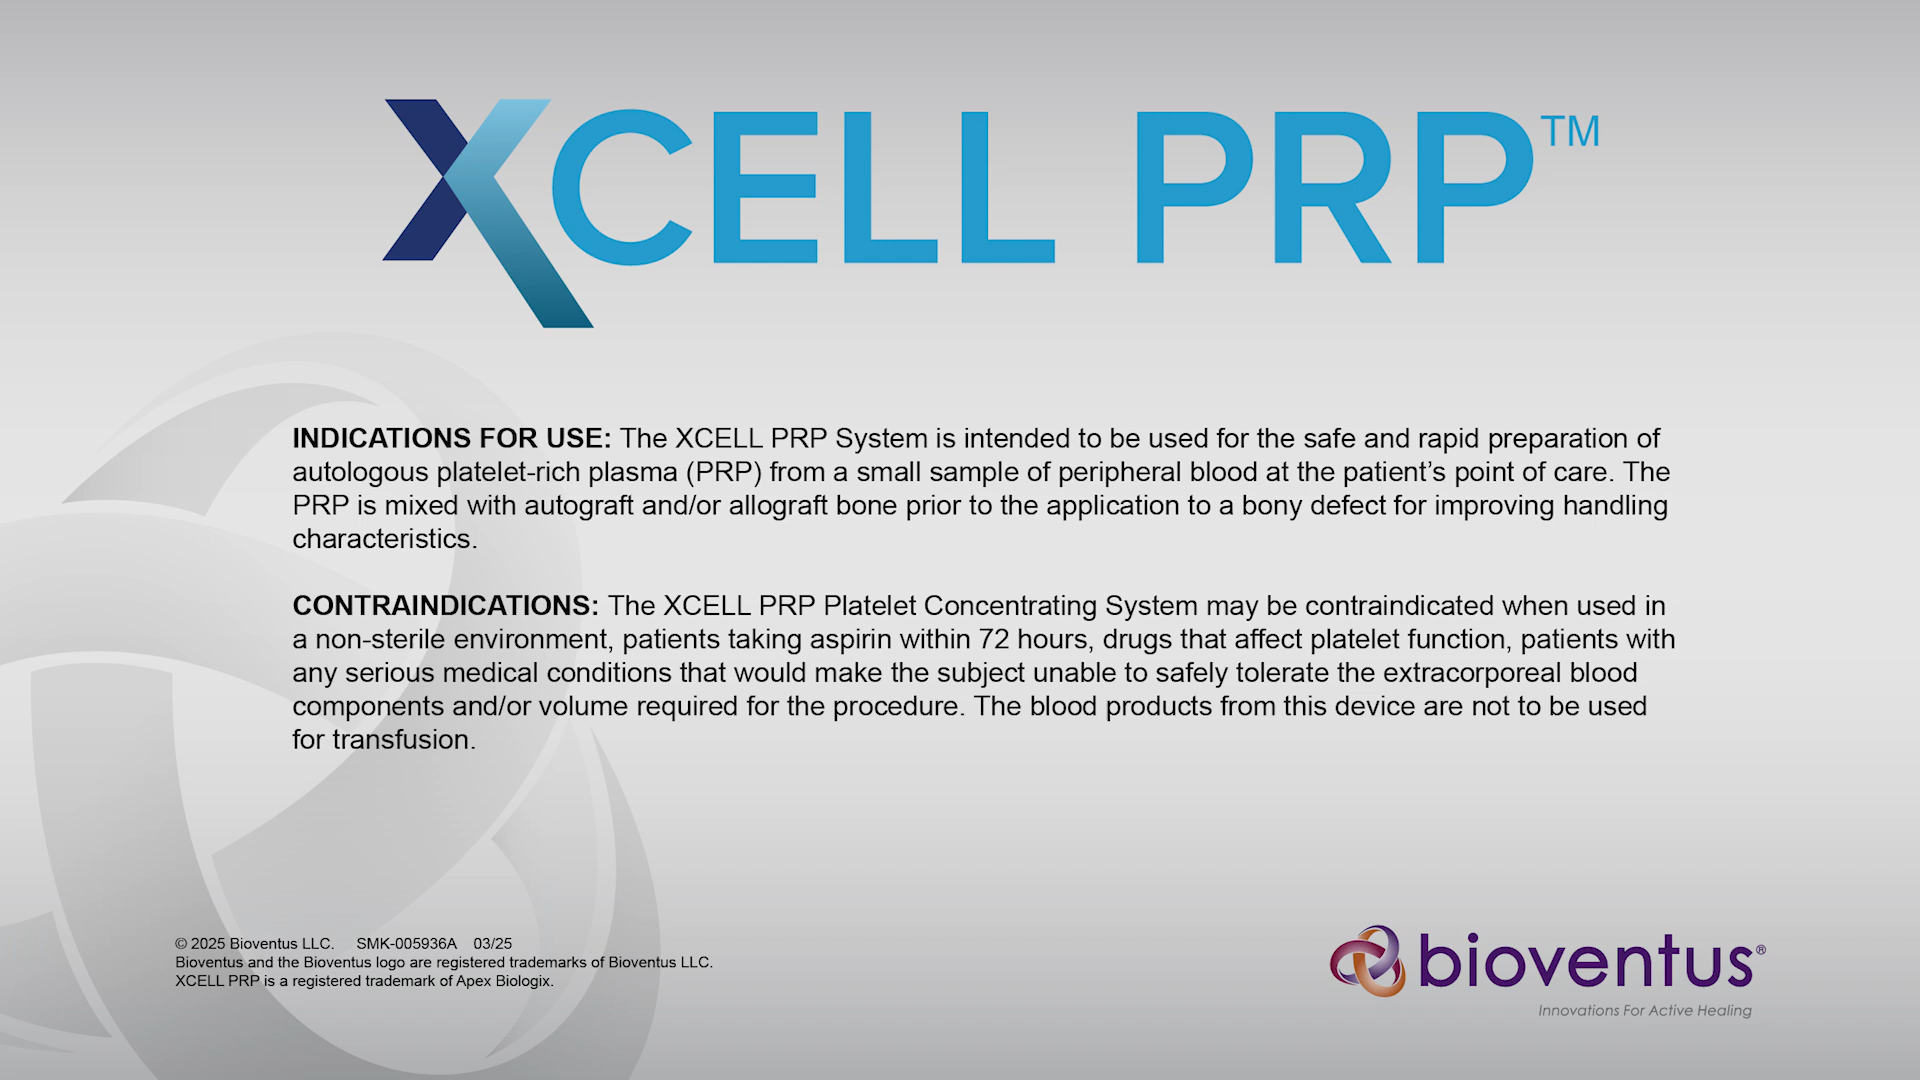 XCELL PRP™
INDICATIONS FOR USE: The XCELL PRP System is intended to be used for the safe and rapid preparation of
autologous platelet-rich plasma (PRP) from a small sample of peripheral blood at the patient’s point of care. The
PRP is mixed with autograft and/or allograft bone prior to the application to a bony defect for improving handling
characteristics.
CONTRAINDICATIONS: The XCELL PRP Platelet Concentrating System may be contraindicated when used in
a non-sterile environment, patients taking aspirin within 72 hours, drugs that affect platelet function, patients with
any serious medical conditions that would make the subject unable to safely tolerate the extracorporeal blood
components and/or volume required for the procedure. The blood products from this device are not to be used
for transfusion.
© 2025 Bioventus LLC. SMK-005936A 03/25
Bioventus and the Bioventus logo are registered trademarks of Bioventus LLC.
XCELL PRP is a registered trademark of Apex Biologix.
bioventus®
Innovations For Active Healing